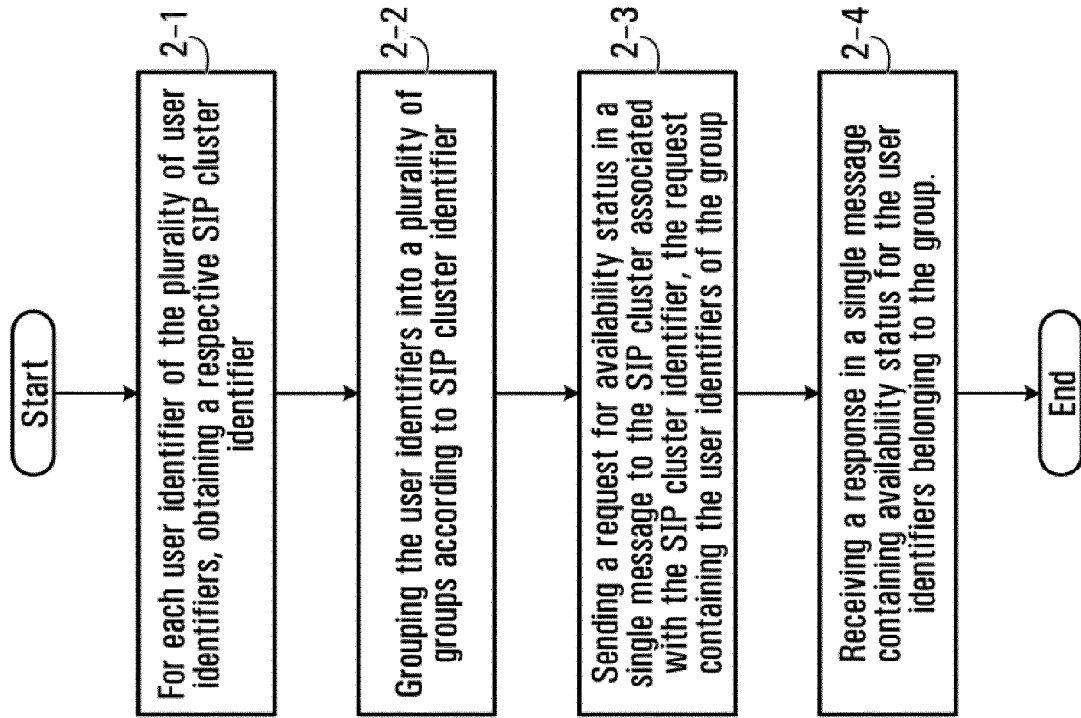 Start
2-1
For each user identifier of the plurality of user
identifiers, obtaining a respective SIP cluster
identifier
2-2
Grouping the user identifiers into a plurality of
groups according to SIP cluster identifier
2-3
Sending a request for availability status in a
single message to the SIP cluster associated
with the SIP cluster identifier, the request
containing the user identifiers of the group
2-4
Receiving a response in a single message
containing availability status for the user
identifiers belonging to the group.
End